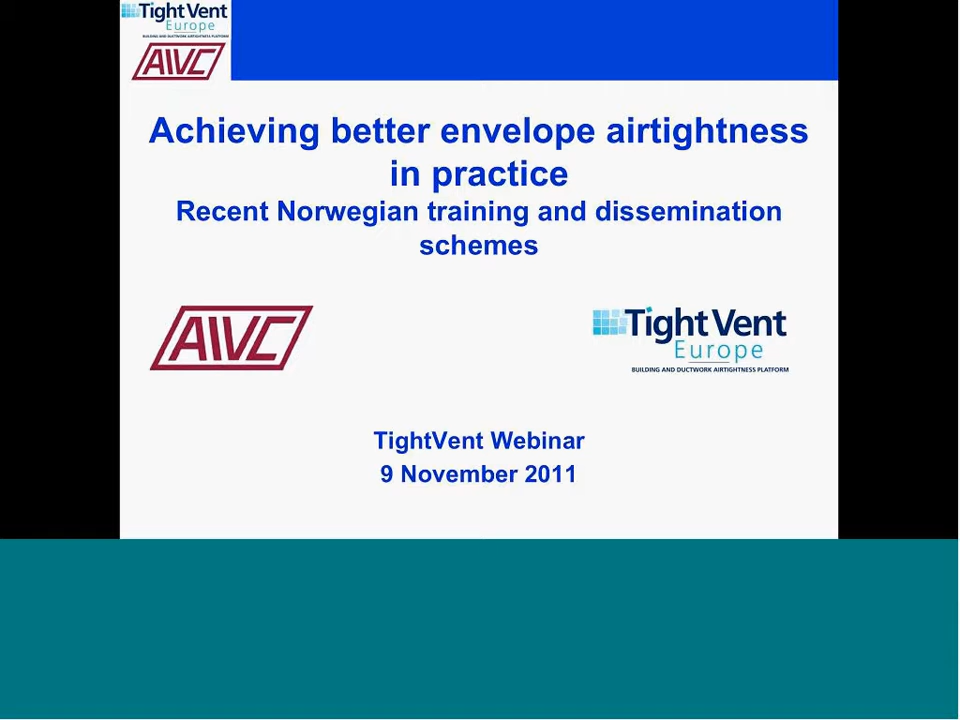 TightVent
Europe
BUILDING AND DUCTWORK AIRTIGHTNESS PLATFORM
AIVC
Achieving better envelope airtightness
in practice
Recent Norwegian training and dissemination
schemes
AIVC
TightVent
Europe
BUILDING AND DUCTWORK AIRTIGHTNESS PLATFORM
TightVent Webinar
9 November 2011